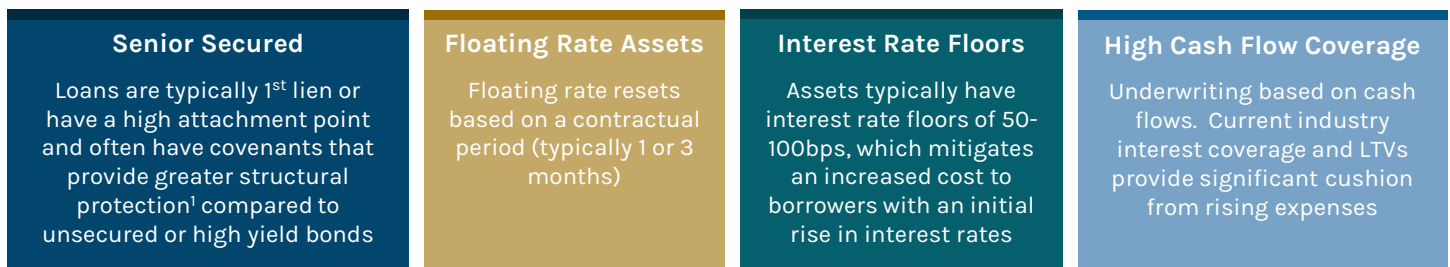 Senior Secured
Loans are typically 1st lien or
have a high attachment point
and often have covenants that
provide greater structural
protection¹ compared to
unsecured or high yield bonds
Floating Rate Assets
Floating rate resets
based on a contractual
period (typically 1 or 3
months)
Interest Rate Floors
Assets typically have
interest rate floors of 50-
100bps, which mitigates
an increased cost to
borrowers with an initial
rise in interest rates
High Cash Flow Coverage
Underwriting based on cash
flows. Current industry
interest coverage and LTVs
provide significant cushion
from rising expenses